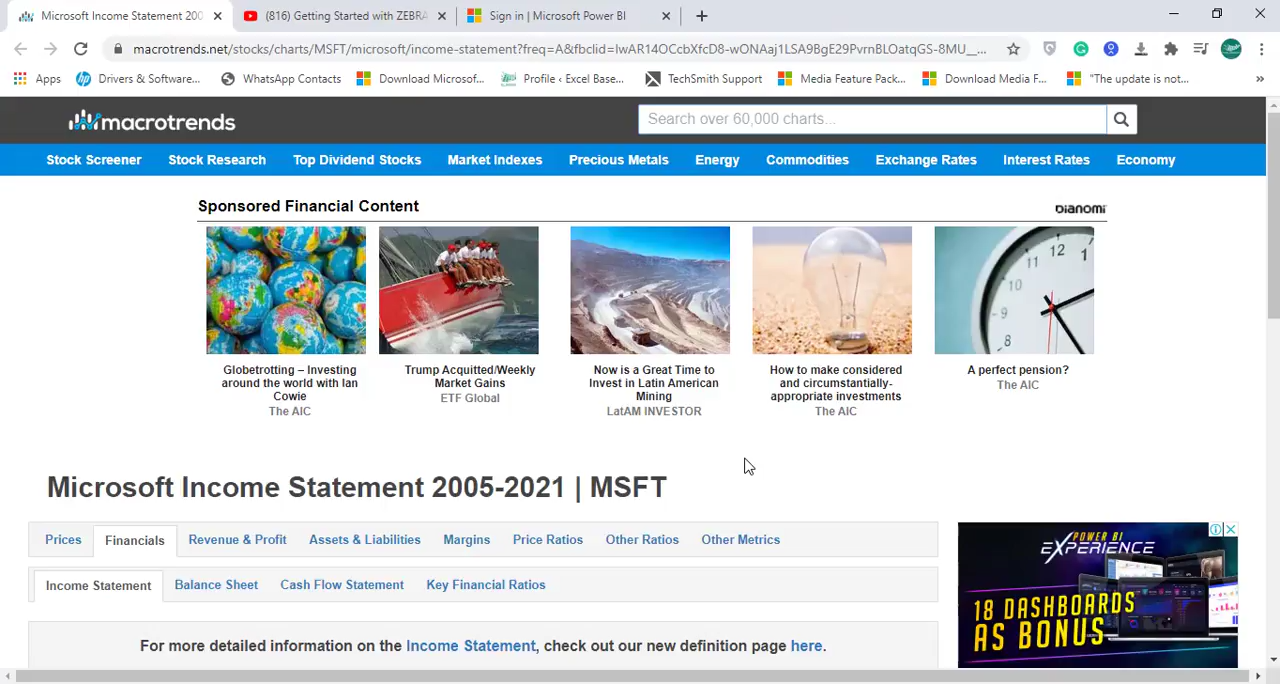 Microsoft Income Statement 200
(816) Getting Started with ZEBRA
Sign in | Microsoft Power BI
macrotrends.net/stocks/charts/MSFT/microsoft/income-statement?freq=A&fbclid=IwAR14OCcbXfcD8-wONAaj1LSA9BgE29PvrnBLOatqGS-8MU__...
Apps
Drivers & Software...
WhatsApp Contacts
Download Microsof...
Profile ‹ Excel Base...
TechSmith Support
Media Feature Pack...
Download Media F...
"The update is not...
»
macrotrends
Search over 60,000 charts...
Stock Screener
Stock Research
Top Dividend Stocks
Market Indexes
Precious Metals
Energy
Commodities
Exchange Rates
Interest Rates
Economy
Sponsored Financial Content
Dianomi
11 12 1
9
8
Globetrotting – Investing
around the world with Ian
Cowie
The AIC
Trump Acquitted/Weekly
Market Gains
ETF Global
Now is a Great Time to
Invest in Latin American
Mining
LatAM INVESTOR
How to make considered
and circumstantially-
appropriate investments
The AIC
A perfect pension?
The AIC
Microsoft Income Statement 2005-2021 | MSFT
Prices
Financials
Revenue & Profit
Assets & Liabilities
Margins
Price Ratios
Other Ratios
Other Metrics
Income Statement
Balance Sheet
Cash Flow Statement
Key Financial Ratios
For more detailed information on the Income Statement, check out our new definition page here.
POWER BI
EXPERIENCE
18 DASHBOARDS
AS BONUS